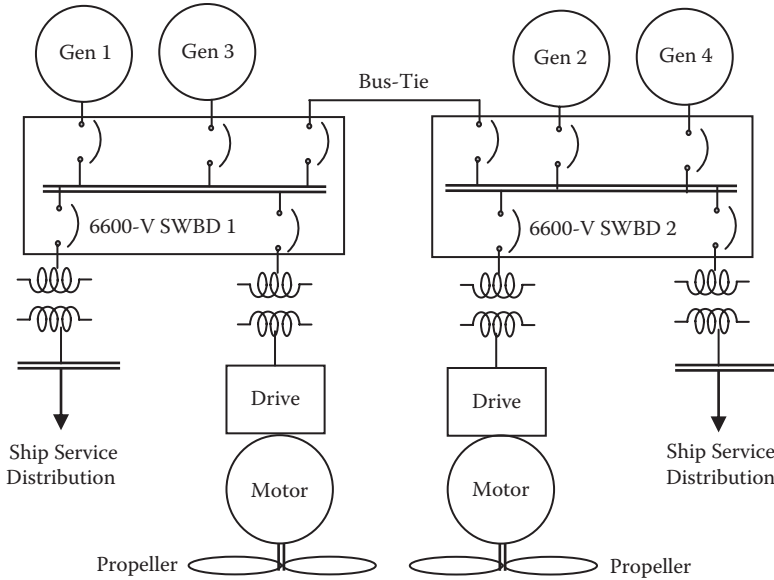 Gen 1
Gen 3
Bus-Tie
Gen 2
Gen 4
6600-V SWBD 1
6600-V SWBD 2
Drive
Drive
Ship Service
Distribution
Ship Service
Distribution
Motor
Motor
Propeller
Propeller